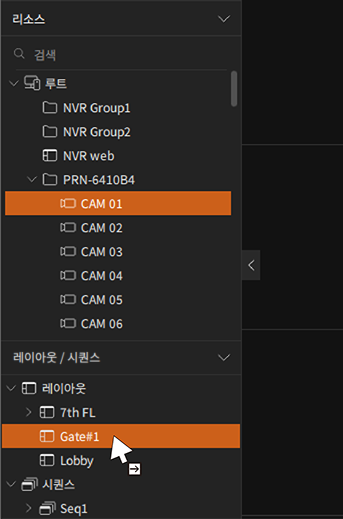 리소스
검색
루트
NVR Group1
NVR Group2
NVR web
PRN-6410B4
CAM 01
CAM 02
CAM 03
CAM 04
CAM 05
CAM 06
레이아웃 / 시퀀스
레이아웃
7th FL
Gate#1
Lobby
시퀀스
Seq1